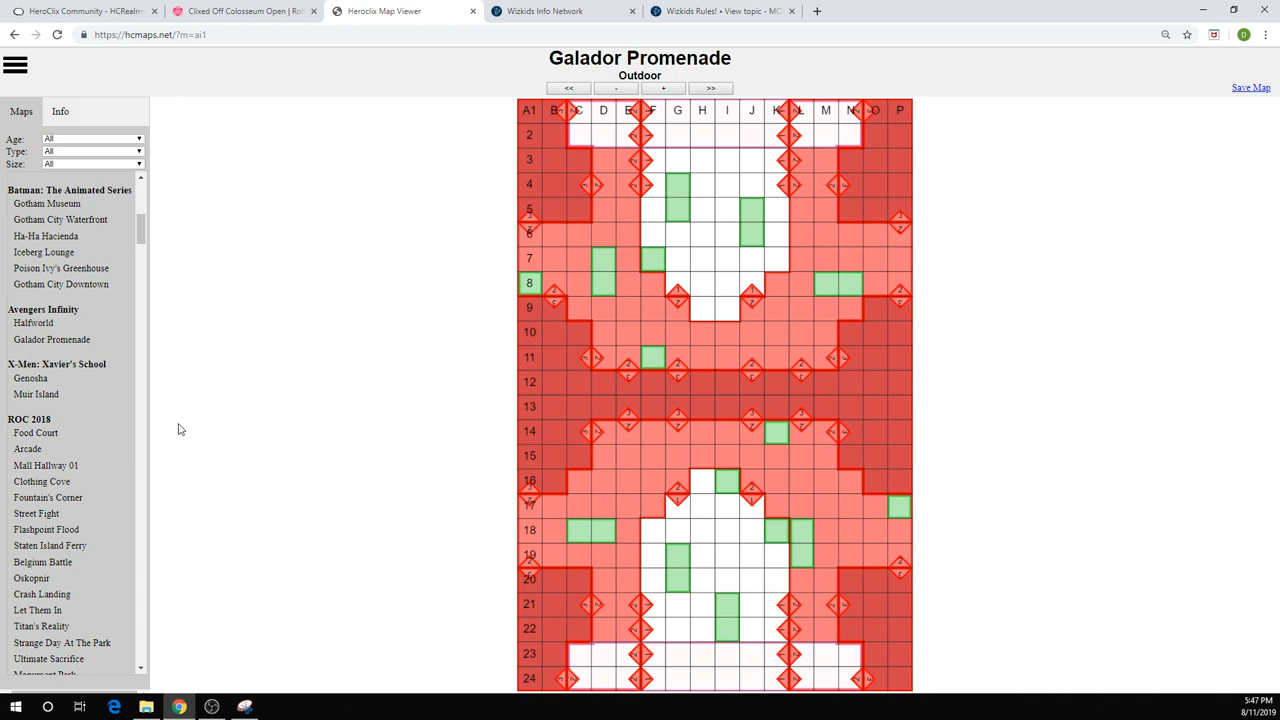 HeroClix Community - HCRealms
Clixed Off Colosseum Open | Roll
Heroclix Map Viewer
Wizkids Info Network
Wizkids Rules! • View topic - MO
https://hcmaps.net/?m=ai1
D
Galador Promenade
Outdoor
<< - + >>
Save Map
Maps Info
Age: All
Type: All
Size: All
Batman: The Animated Series
Gotham Museum
Gotham City Waterfront
Ha-Ha Hacienda
Iceberg Lounge
Poison Ivy's Greenhouse
Gotham City Downtown
Avengers Infinity
Halfworld
Galador Promenade
X-Men: Xavier's School
Genosha
Muir Island
ROC 2018
Food Court
Arcade
Mall Hallway 01
Clothing Cove
Fountain's Corner
Street Fight
Flashpoint Flood
Staten Island Ferry
Belgium Battle
Oskopnir
Crash Landing
Let Them In
Titan's Reality
Strange Day At The Park
Ultimate Sacrifice
Monument Park
A1 B C D E F G H I J K L M N O P
2
3
4
5
6
7
8
9
10
11
12
13
14
15
16
17
18
19
20
21
22
23
24
5:47 PM
8/11/2019